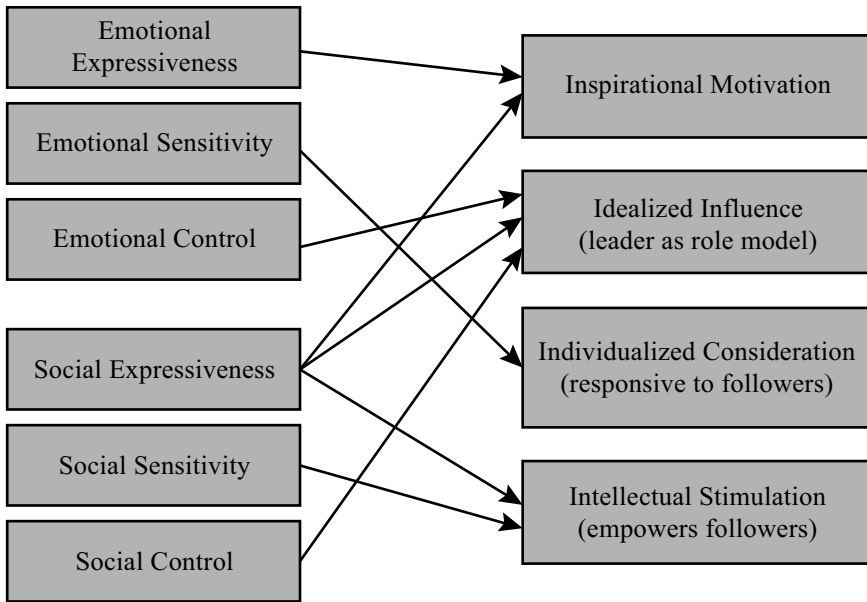 Emotional
Expressiveness
Emotional Sensitivity
Emotional Control
Social Expressiveness
Social Sensitivity
Social Control
Inspirational Motivation
Idealized Influence
(leader as role model)
Individualized Consideration
(responsive to followers)
Intellectual Stimulation
(empowers followers)